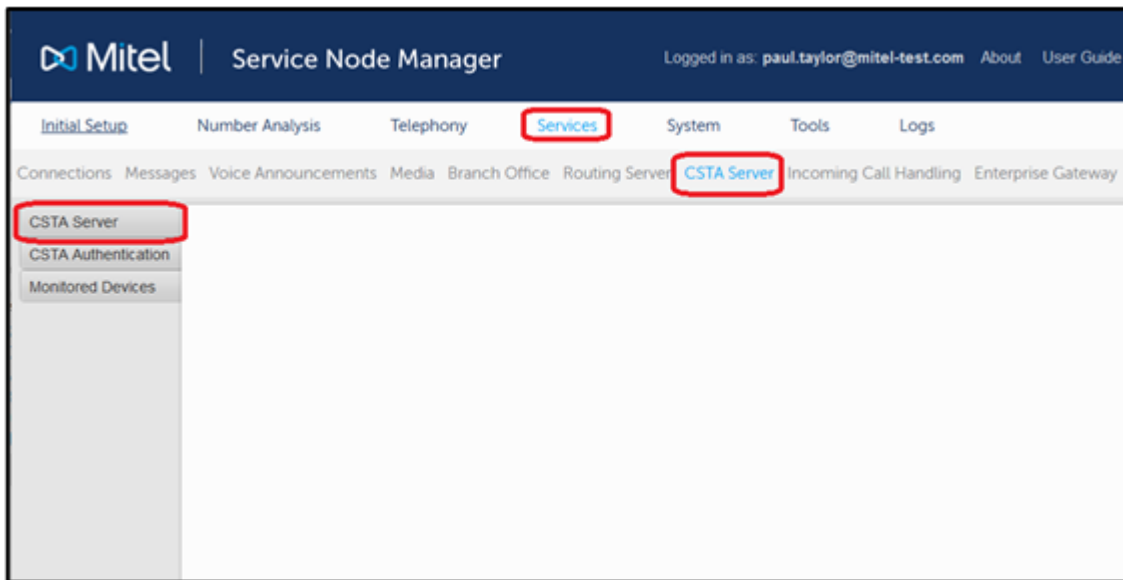 Mitel | Service Node Manager Logged in as: paul.taylor@mitel-test.com About User Guide
Initial Setup Number Analysis Telephony Services System Tools Logs
Connections Messages Voice Announcements Media Branch Office Routing Server CSTA Server Incoming Call Handling Enterprise Gateway
CSTA Server
CSTA Authentication
Monitored Devices